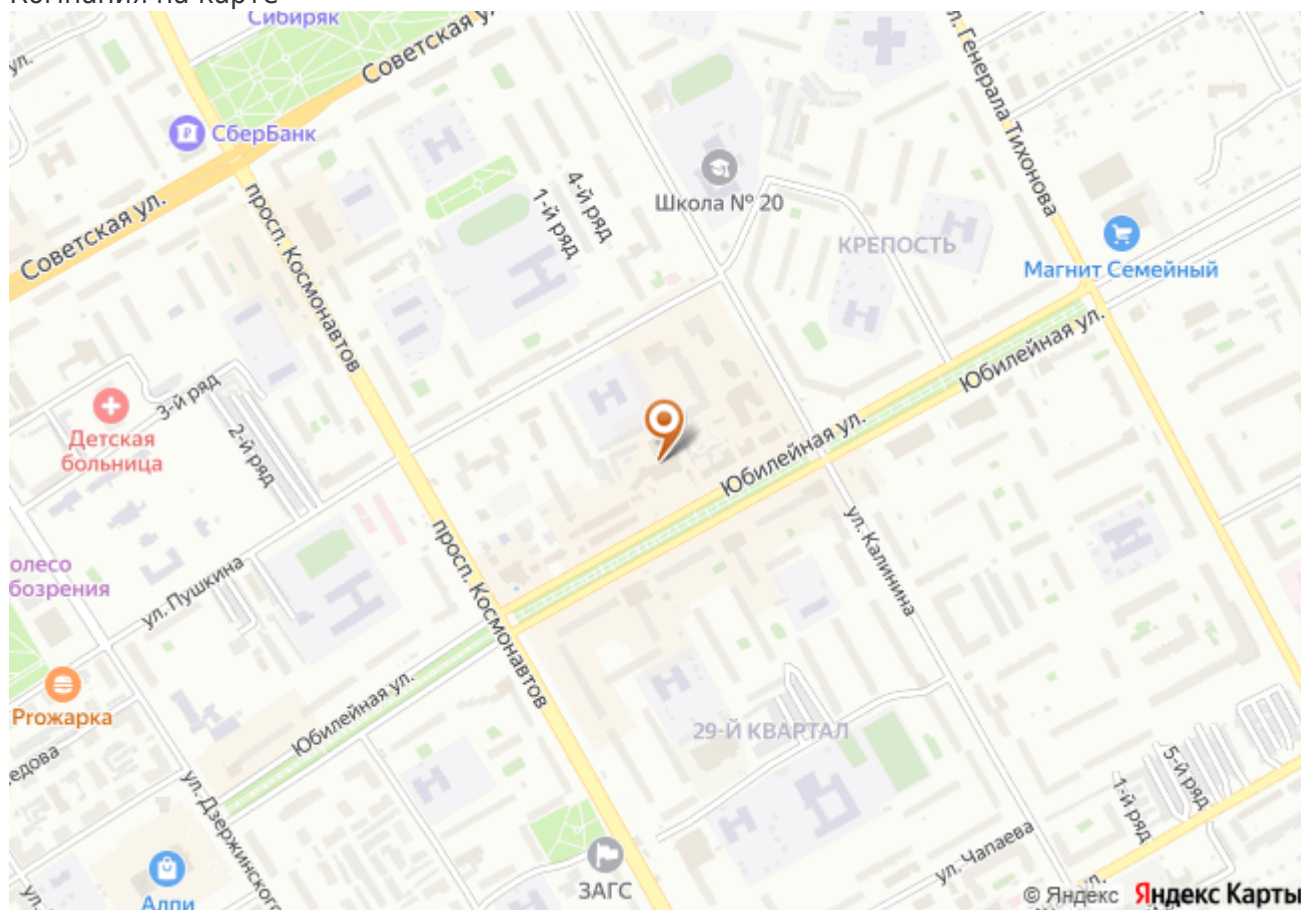 Компания на карте
Сибиряк
Советская ул.
ул.
ул. Генерала Тихонова
СберБанк
4-й ряд
1-й ряд
Школа № 20
просп. Космонавтов
Советская ул.
КРЕПОСТЬ
Магнит Семейный
Юбилейная ул.
3-й ряд
Детская
больница
2-й ряд
Юбилейная ул.
ул. Калинина
просп. Космонавтов
олесо
бозрения
ул. Пушкина
Prожарка
Юбилейная ул.
29-Й КВАРТАЛ
едова
ул. Дзержинского
5-й ряд
1-й ряд
ул. Чапаева
ЗАГС
Алпи
ул.
ул.
© Яндекс Яндекс Карты